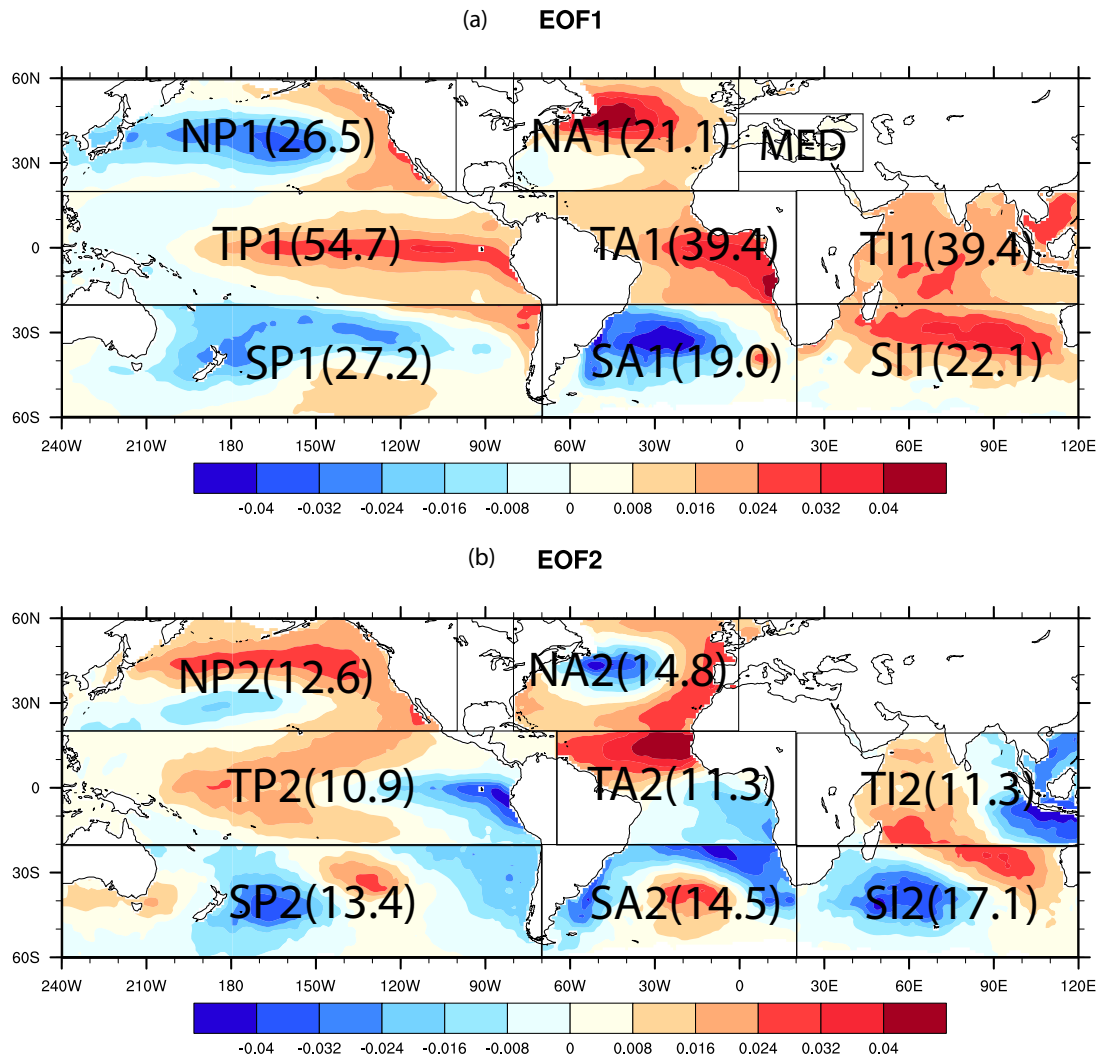 (a) EOF1
60N
30N
0
30S
60S
NP1(26.5)
NA1(21.1)
MED
TP1(54.7)
TA1(39.4)
TI1(39.4)
SP1(27.2)
SA1(19.0)
SI1(22.1)
240W 210W 180 150W 120W 90W 60W 30W 0 30E 60E 90E 120E
-0.04 -0.032 -0.024 -0.016 -0.008 0 0.008 0.016 0.024 0.032 0.04
(b) EOF2
60N
30N
0
30S
60S
NP2(12.6)
NA2(14.8)
TP2(10.9)
TA2(11.3)
TI2(11.3)
SP2(13.4)
SA2(14.5)
SI2(17.1)
240W 210W 180 150W 120W 90W 60W 30W 0 30E 60E 90E 120E
-0.04 -0.032 -0.024 -0.016 -0.008 0 0.008 0.016 0.024 0.032 0.04